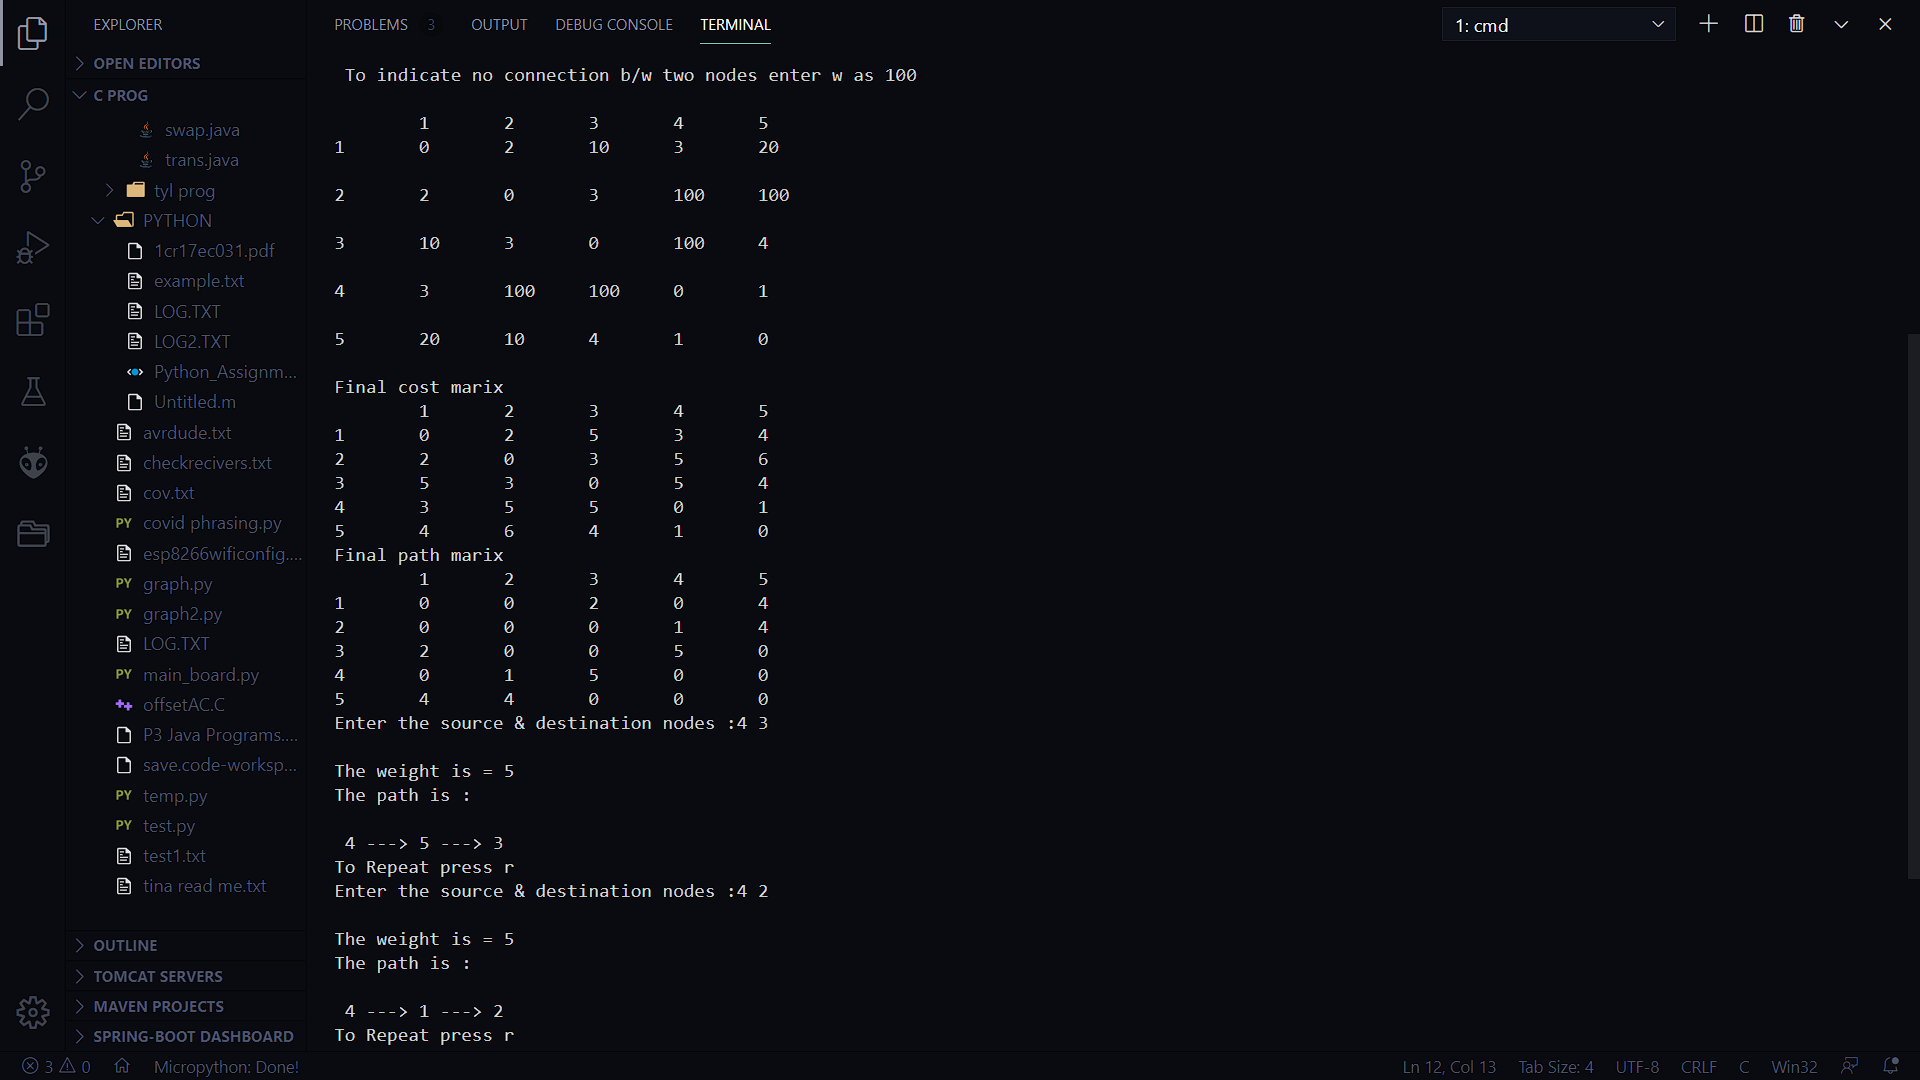 EXPLORER
OPEN EDITORS
C PROG
swap.java
trans.java
tyl prog
PYTHON
1cr17ec031.pdf
example.txt
LOG.TXT
LOG2.TXT
Python_Assignm...
Untitled.m
avrdude.txt
checkrecivers.txt
cov.txt
PY covid phrasing.py
esp8266wificonfig....
PY graph.py
PY graph2.py
LOG.TXT
PY main_board.py
offsetAC.C
P3 Java Programs....
save.code-worksp...
PY temp.py
PY test.py
test1.txt
tina read me.txt
OUTLINE
TOMCAT SERVERS
MAVEN PROJECTS
SPRING-BOOT DASHBOARD
PROBLEMS 3 OUTPUT DEBUG CONSOLE TERMINAL 1: cmd
To indicate no connection b/w two nodes enter w as 100
1 2 3 4 5
1 0 2 10 3 20
2 2 0 3 100 100
3 10 3 0 100 4
4 3 100 100 0 1
5 20 10 4 1 0
Final cost marix
1 2 3 4 5
1 0 2 5 3 4
2 2 0 3 5 6
3 5 3 0 5 4
4 3 5 5 0 1
5 4 6 4 1 0
Final path marix
1 2 3 4 5
1 0 0 2 0 4
2 0 0 0 1 4
3 2 0 0 5 0
4 0 1 5 0 0
5 4 4 0 0 0
Enter the source & destination nodes :4 3
The weight is = 5
The path is :
4 ---> 5 ---> 3
To Repeat press r
Enter the source & destination nodes :4 2
The weight is = 5
The path is :
4 ---> 1 ---> 2
To Repeat press r
3 0 Micropython: Done! Ln 12, Col 13 Tab Size: 4 UTF-8 CRLF C Win32